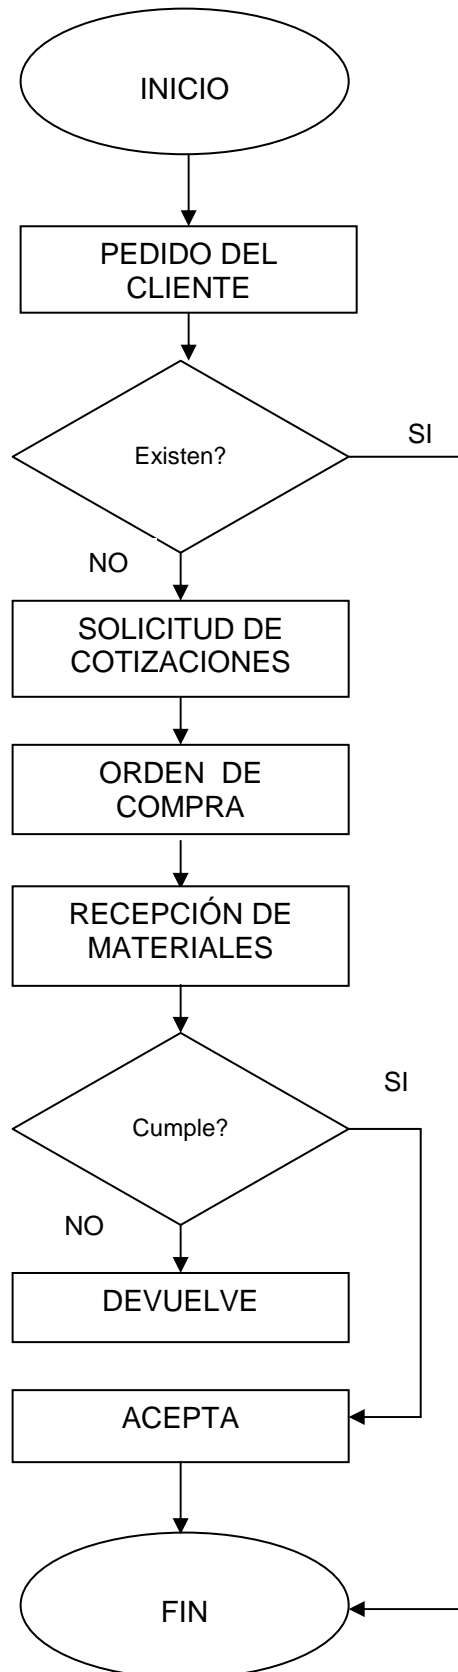 INICIO
PEDIDO DEL
CLIENTE
Existen?
SI
NO
SOLICITUD DE
COTIZACIONES
ORDEN DE
COMPRA
RECEPCIÓN DE
MATERIALES
SI
Cumple?
NO
DEVUELVE
ACEPTA
FIN